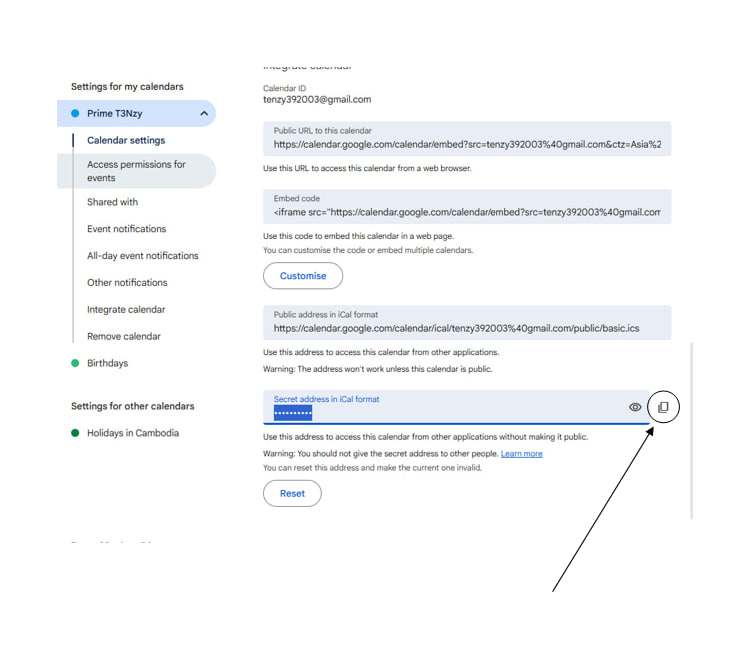 Settings for my calendars
Prime T3Nzy
Calendar settings
Access permissions for
events
Shared with
Event notifications
All-day event notifications
Other notifications
Integrate calendar
Remove calendar
Birthdays
Settings for other calendars
Holidays in Cambodia
Integrate calendar
Calendar ID
tenzy392003@gmail.com
Public URL to this calendar
https://calendar.google.com/calendar/embed?src=tenzy392003%40gmail.com&ctz=Asia%2
Use this URL to access this calendar from a web browser.
Embed code
<iframe src="https://calendar.google.com/calendar/embed?src=tenzy392003%40gmail.com
Use this code to embed this calendar in a web page.
You can customise the code or embed multiple calendars.
Customise
Public address in iCal format
https://calendar.google.com/calendar/ical/tenzy392003%40gmail.com/public/basic.ics
Use this address to access this calendar from other applications.
Warning: The address won't work unless this calendar is public.
Secret address in iCal format
••••••••••
Use this address to access this calendar from other applications without making it public.
Warning: You should not give the secret address to other people. Learn more
You can reset this address and make the current one invalid.
Reset